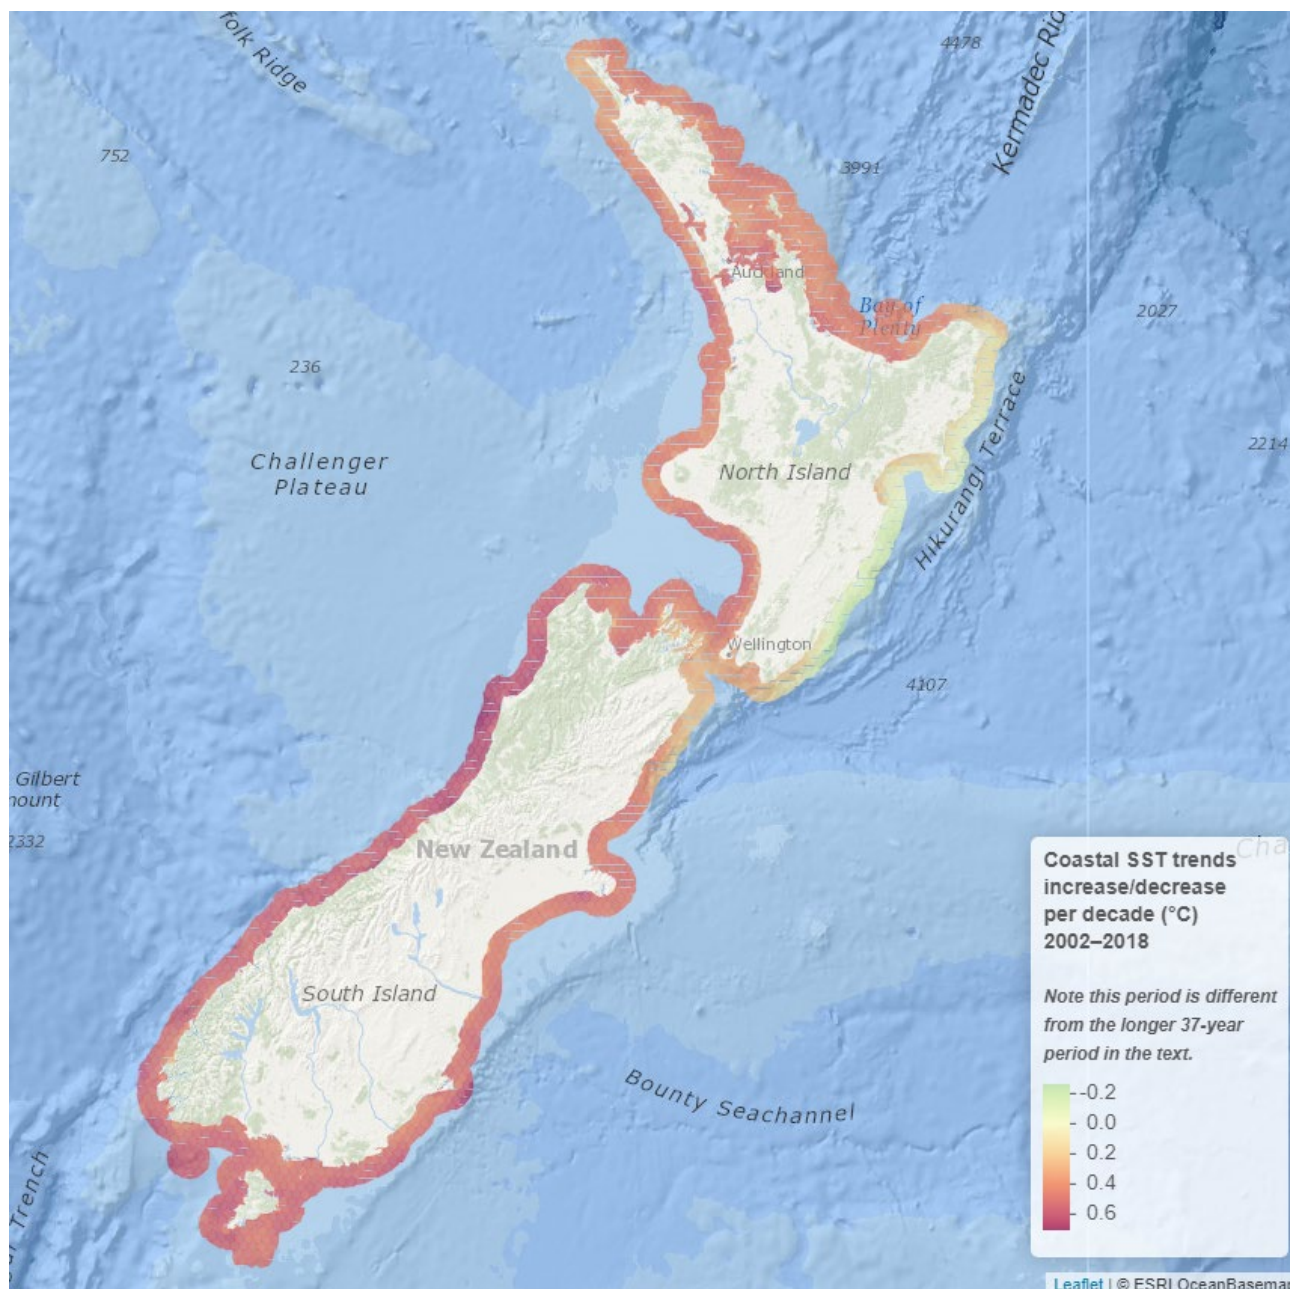 folk Ridge
4478
Kermadec Rid
752
3991
Auckland
Bay of
Plenty
2027
236
Hikurangi Terrace
2214
Challenger
Plateau
North Island
Wellington
4107
Gilbert
mount
2332
New Zealand
Cha
South Island
Bounty Seachannel
Trench
Coastal SST trends
increase/decrease
per decade (°C)
2002–2018
Note this period is different
from the longer 37-year
period in the text.
-0.2
0.0
0.2
0.4
0.6
Leaflet | © ESRI OceanBasemap